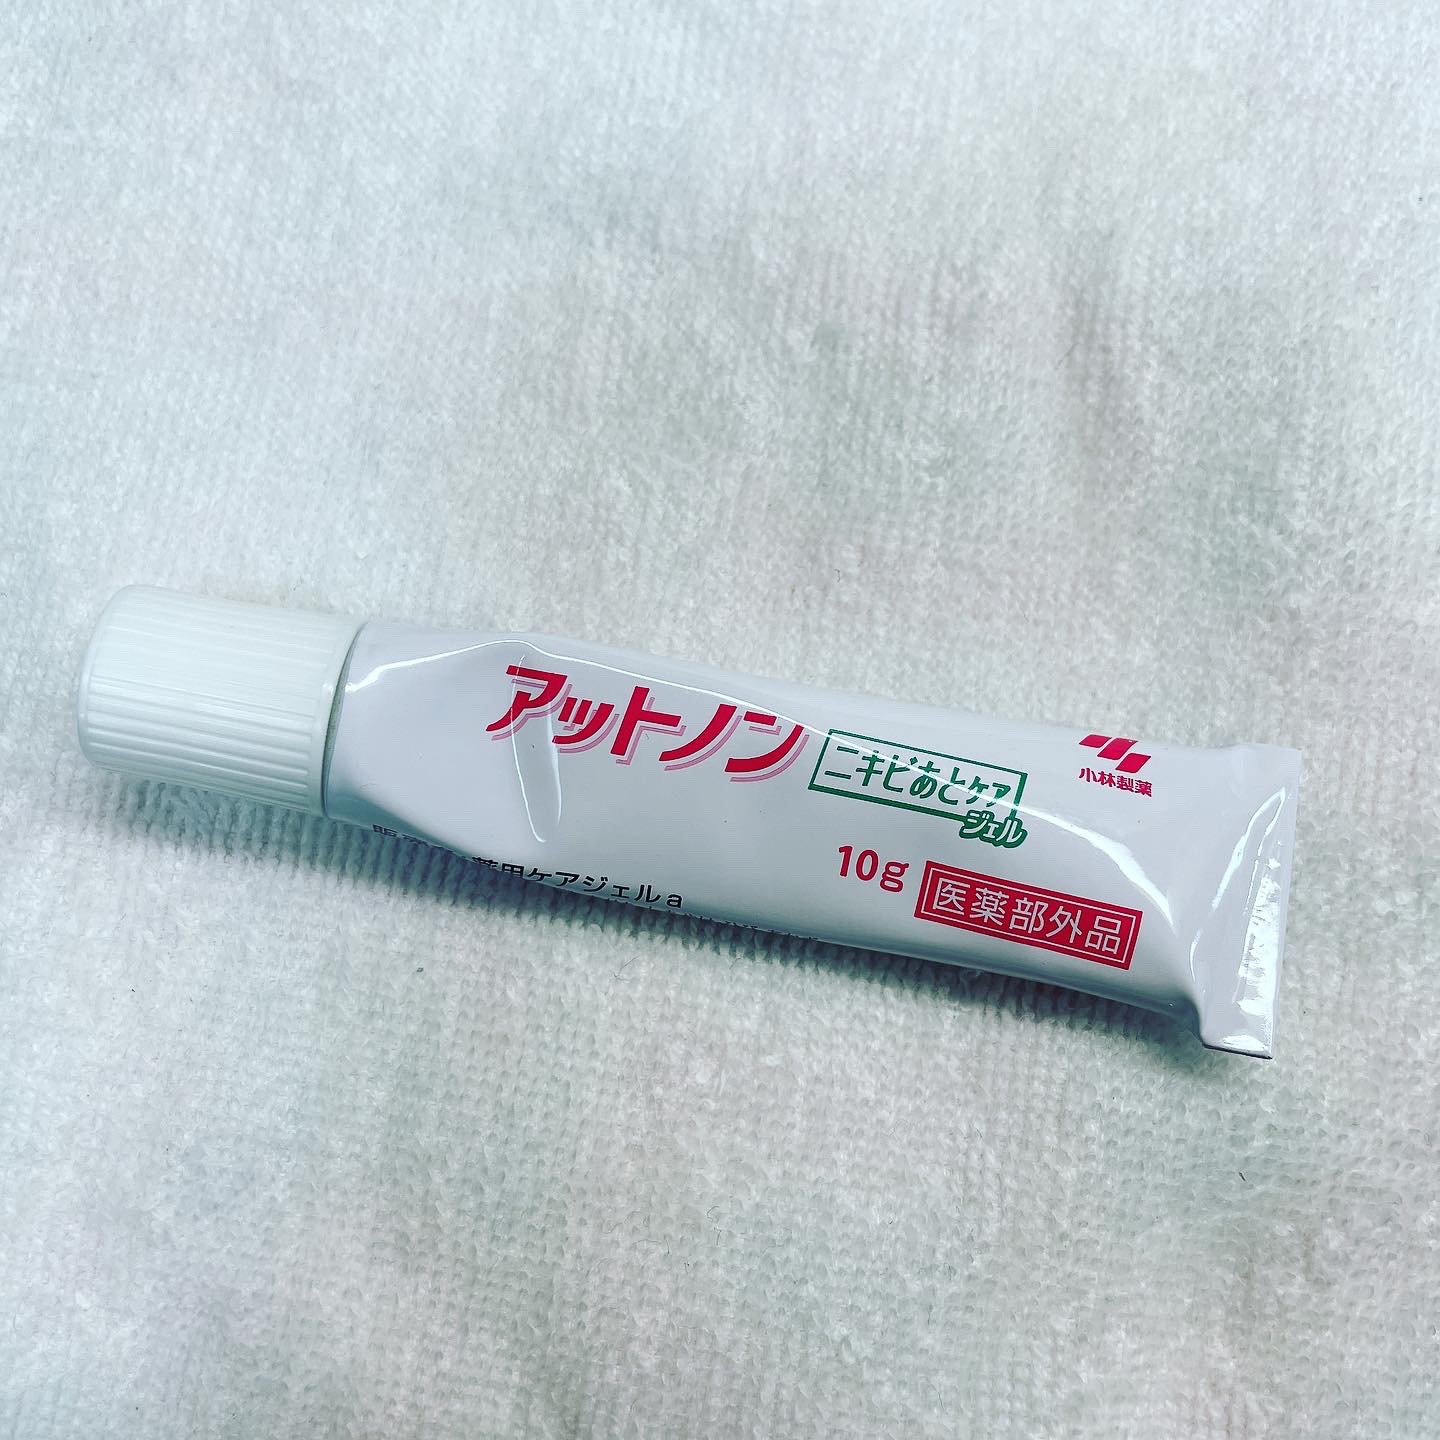 アットノン
ニキビあとケア
ジェル
小林製薬
10g
医薬部外品
薬用ケアジェルa